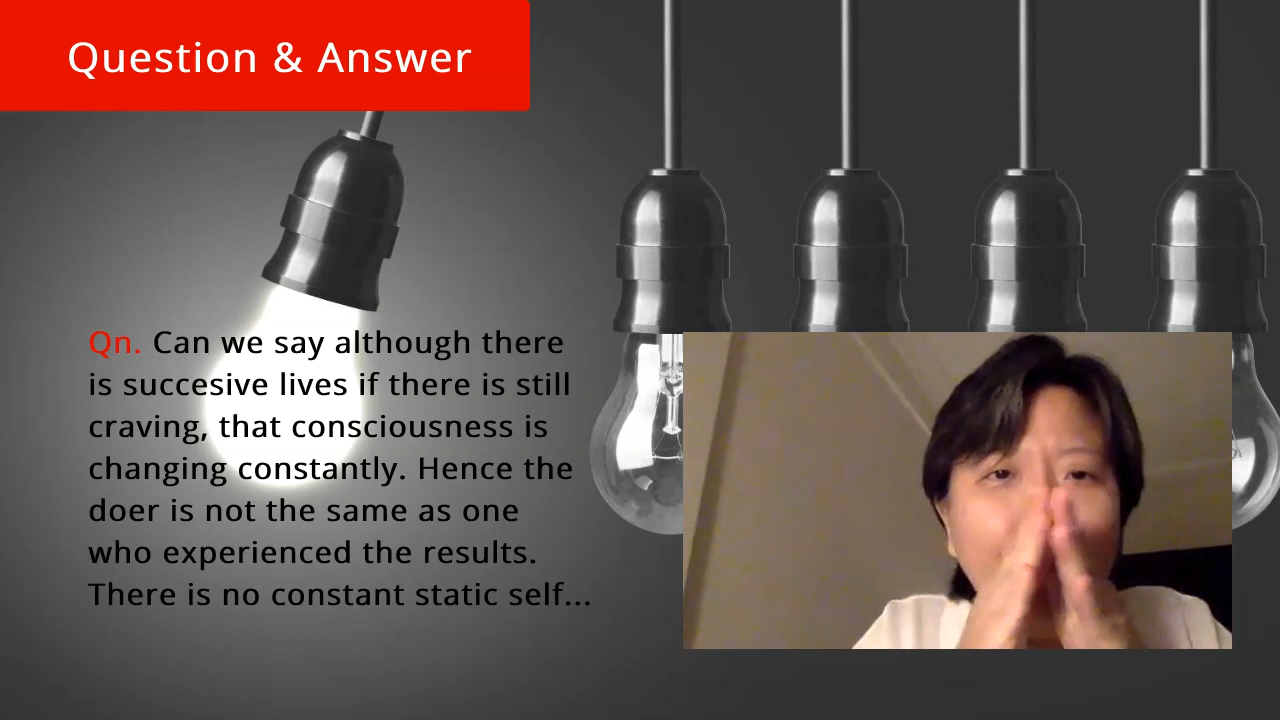 Question & Answer
Qn. Can we say although there
is succesive lives if there is still
craving, that consciousness is
changing constantly. Hence the
doer is not the same as one
who experienced the results.
There is no constant static self...